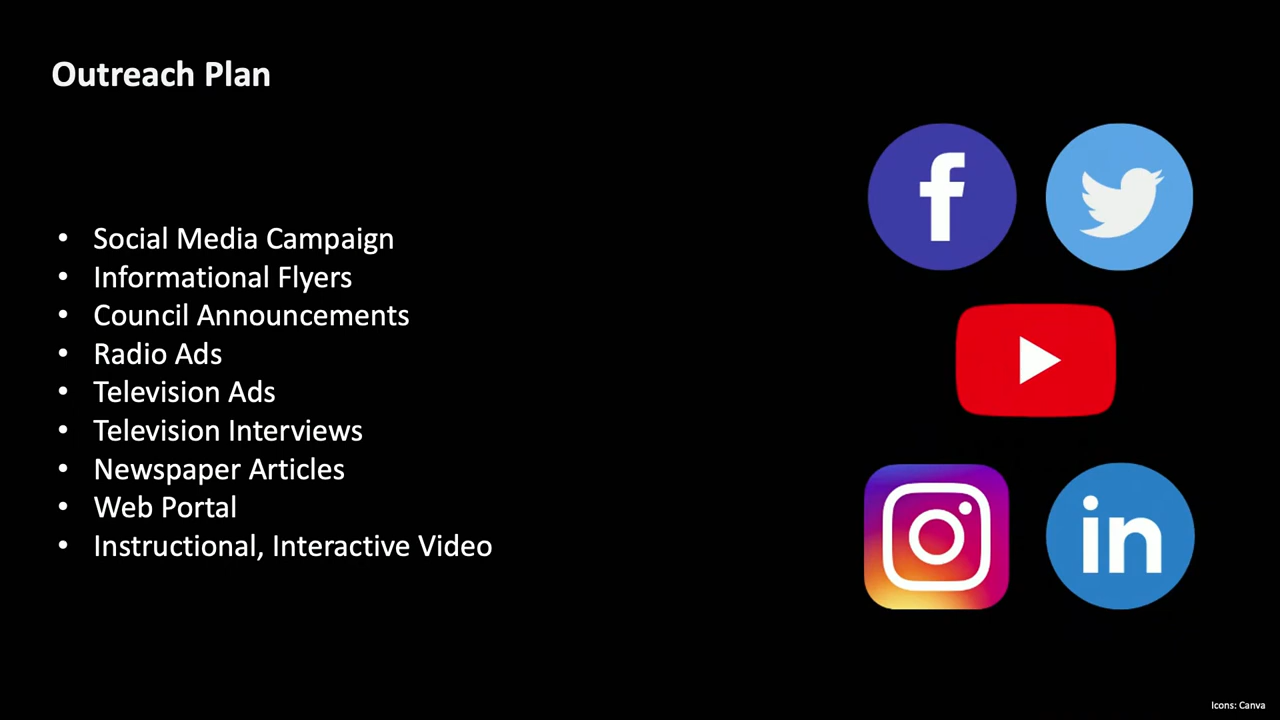 Outreach Plan
• Social Media Campaign
• Informational Flyers
• Council Announcements
• Radio Ads
• Television Ads
• Television Interviews
• Newspaper Articles
• Web Portal
• Instructional, Interactive Video
f
in
Icons: Canva